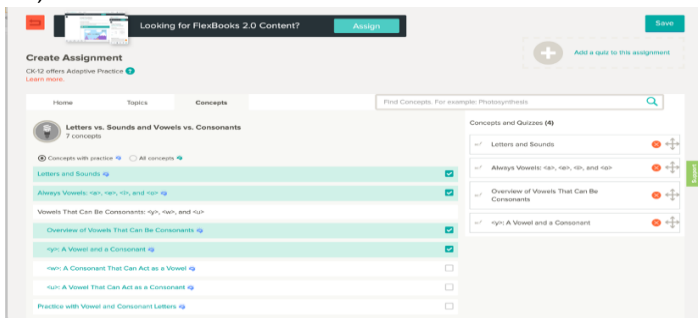 Looking for FlexBooks 2.0 Content?
Assign
Save
Create Assignment
CK-12 offers Adaptive Practice ?
Learn more.
Add a quiz to this assignment
Home Topics Concepts
Find Concepts. For example: Photosynthesis
Letters vs. Sounds and Vowels vs. Consonants
7 concepts
Concepts with practice
All concepts
Letters and Sounds
Always Vowels: <a>, <e>, <i>, and <o>
Vowels That Can Be Consonants: <y>, <w>, and <u>
Overview of Vowels That Can Be Consonants
<y>: A Vowel and a Consonant
<w>: A Consonant That Can Act as a Vowel
<u>: A Vowel That Can Act as a Consonant
Practice with Vowel and Consonant Letters
Concepts and Quizzes (4)
Letters and Sounds
Always Vowels: <a>, <e>, <i>, and <o>
Overview of Vowels That Can Be
Consonants
<y>: A Vowel and a Consonant
Support